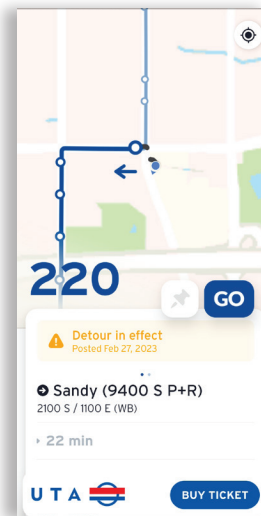 220
GO
Detour in effect
Posted Feb 27, 2023
Sandy (9400 S P+R)
2100 S / 1100 E (WB)
22 min
UTA
BUY TICKET